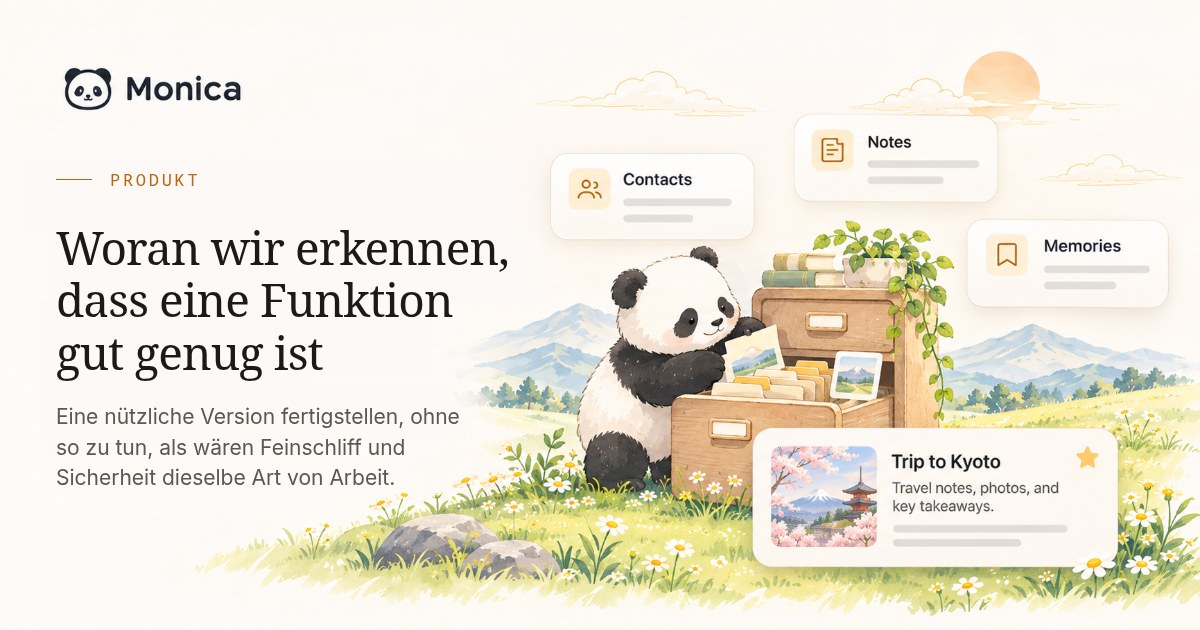 Monica
PRODUKT
Woran wir erkennen,
dass eine Funktion
gut genug ist
Eine nützliche Version fertigstellen, ohne
so zu tun, als wären Feinschliff und
Sicherheit dieselbe Art von Arbeit.
Contacts
Notes
Memories
Trip to Kyoto
Travel notes, photos, and
key takeaways.